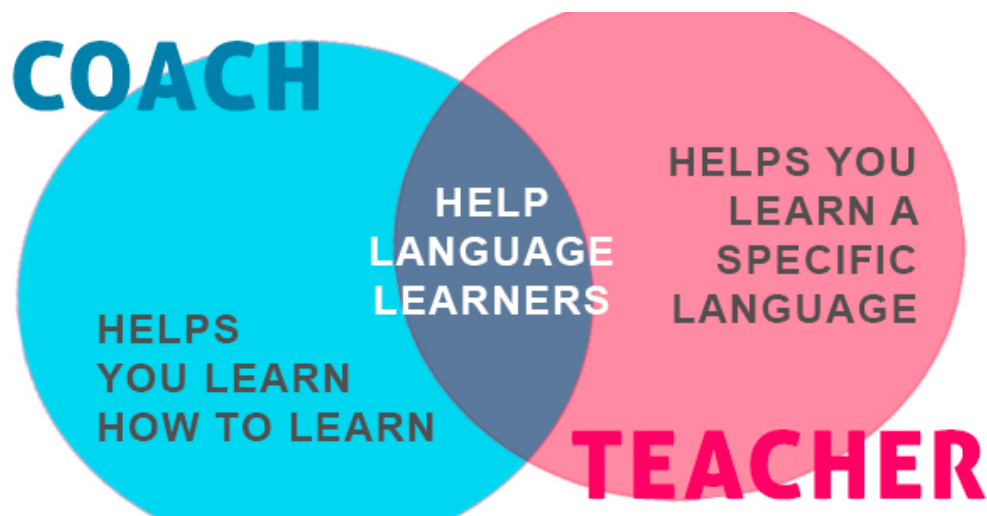 COACH
HELPS
YOU LEARN
HOW TO LEARN
HELP
LANGUAGE
LEARNERS
HELPS YOU
LEARN A
SPECIFIC
LANGUAGE
TEACHER